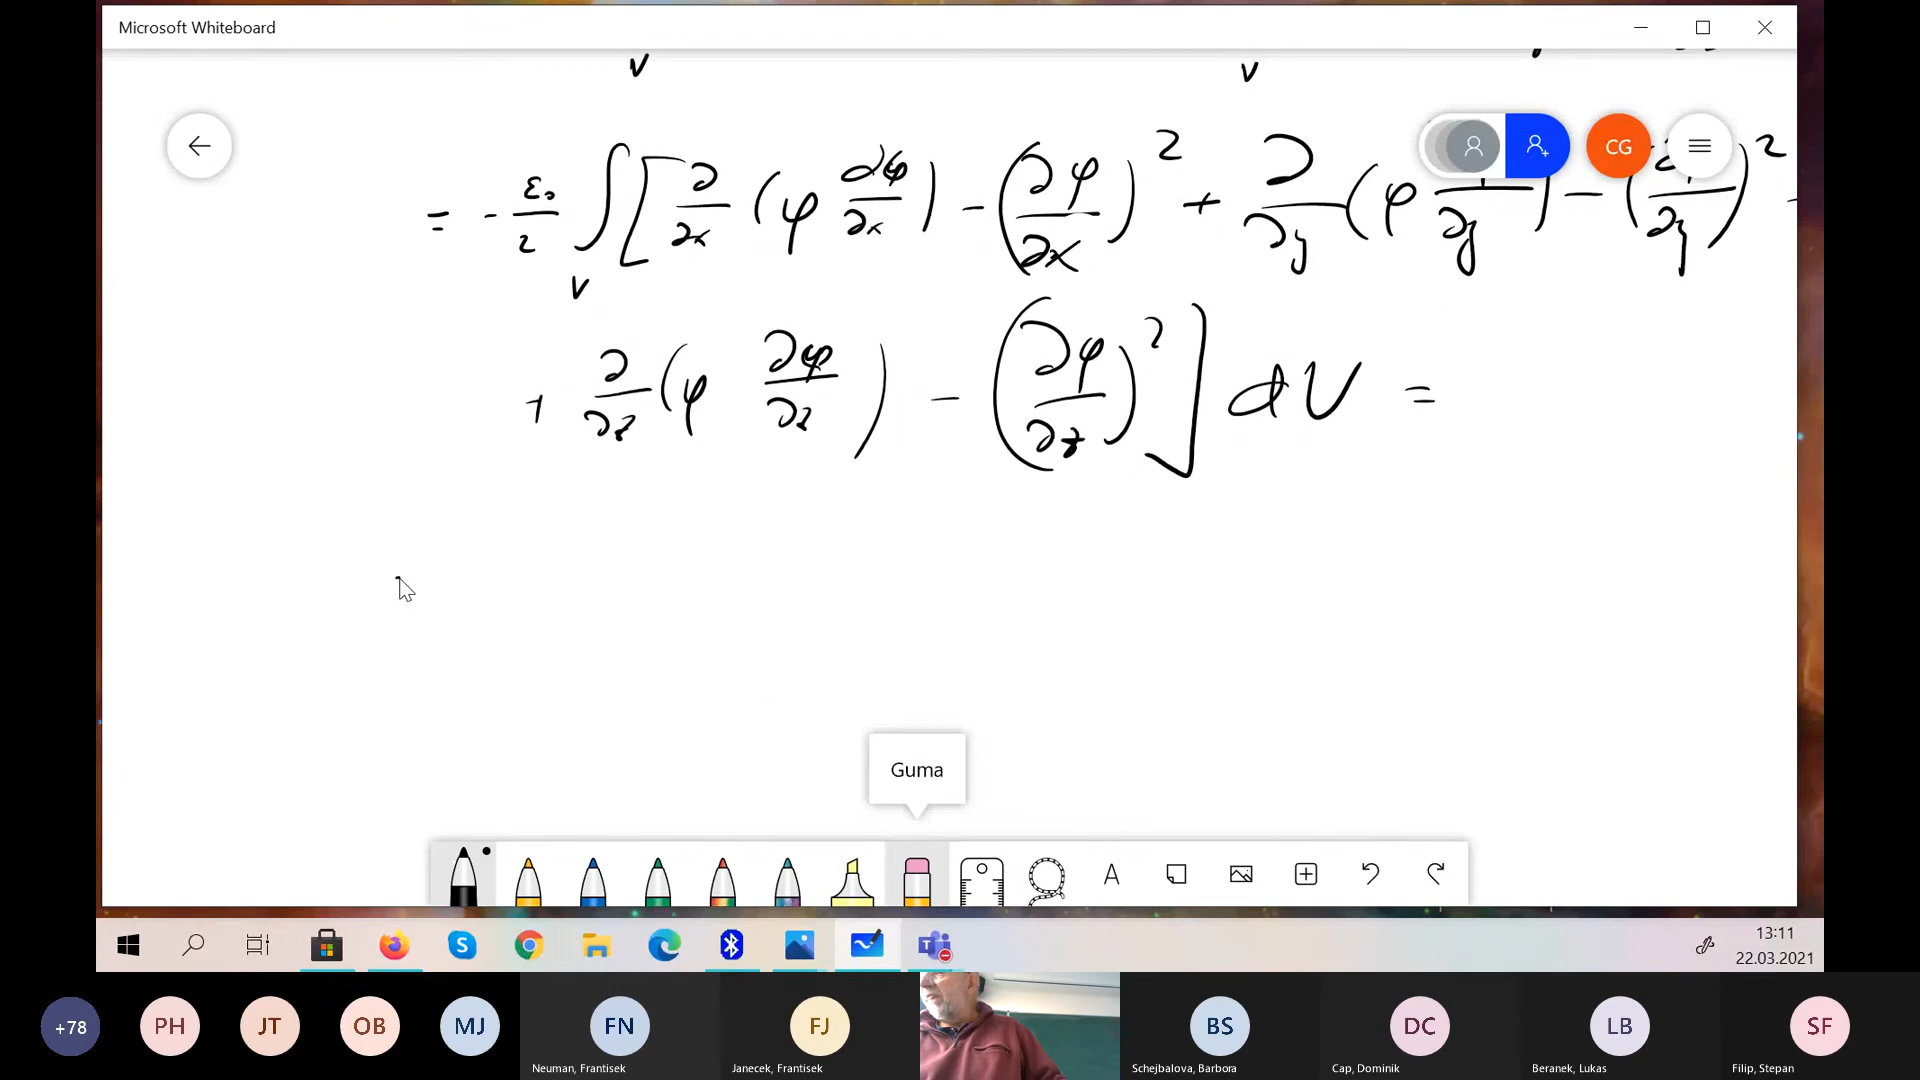 Microsoft Whiteboard
V V
= - ε₀/2 ∫_V [ ∂/∂x (φ ∂φ/∂x) - (∂φ/∂x)² + ∂/∂y (φ /∂y) - ( /∂y)² -
+ ∂/∂z (φ ∂φ/∂z) - (∂φ/∂z)² ] dV =
CG
Guma
A
S
T
13:11
22.03.2021
+78
PH
JT
OB
MJ
FN
FJ
BS
DC
LB
SF
Neuman, Frantisek
Janecek, Frantisek
Schejbalova, Barbora
Cap, Dominik
Beranek, Lukas
Filip, Stepan